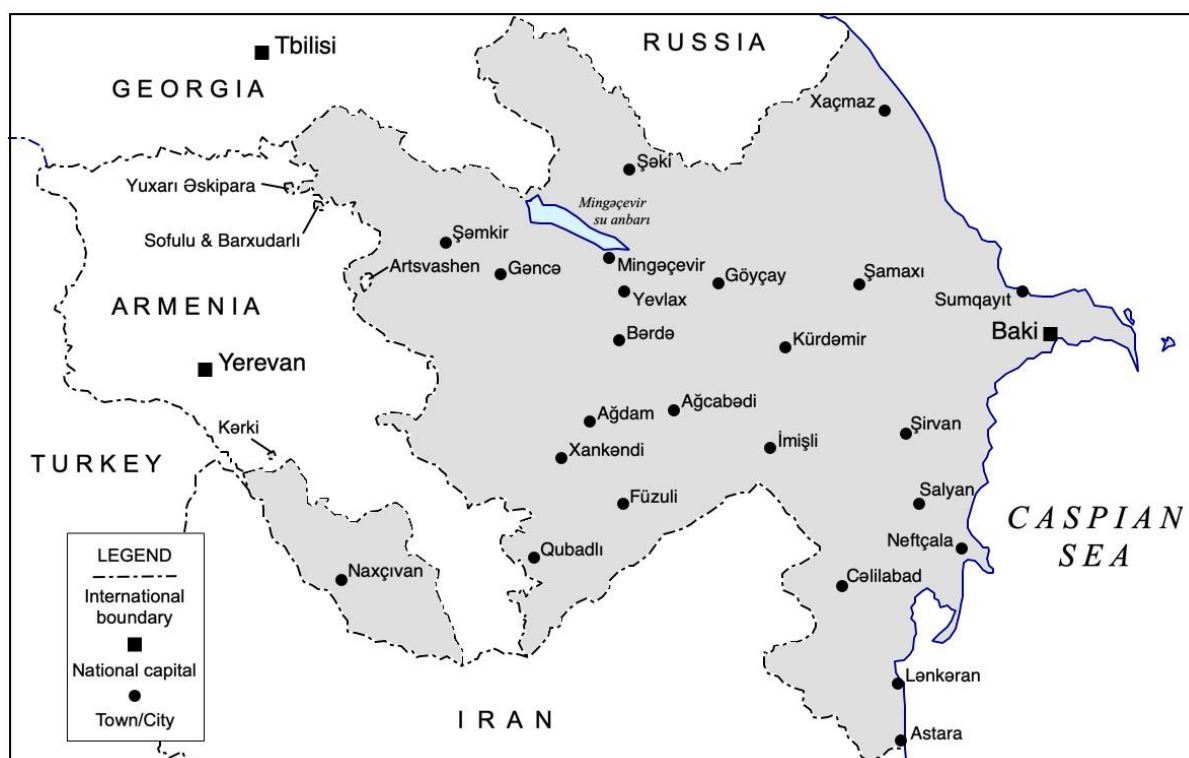 RUSSIA
Tbilisi
GEORGIA
Xaçmaz
Şəki
Yuxarı Əskipara
Mingəçevir
su anbarı
Sofulu & Barxudarlı
Şəmkir
Artsvashen
Gəncə
Mingəçevir
Göyçay
Şamaxı
Yevlax
Sumqayıt
ARMENIA
Bərdə
Kürdəmir
Baki
Yerevan
Ağdam
Ağcabədi
Kərki
Şirvan
Xankəndi
İmişli
TURKEY
Füzuli
Salyan
CASPIAN
SEA
Neftçala
Qubadlı
Naxçıvan
Cəlilabad
LEGEND
International
boundary
National capital
Town/City
Lənkəran
IRAN
Astara